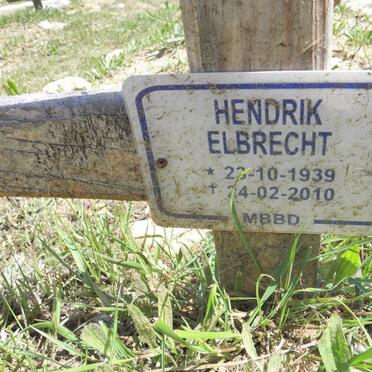 HENDRIK
ELBRECHT
* 22-10-1939
† 24-02-2010
MBBD